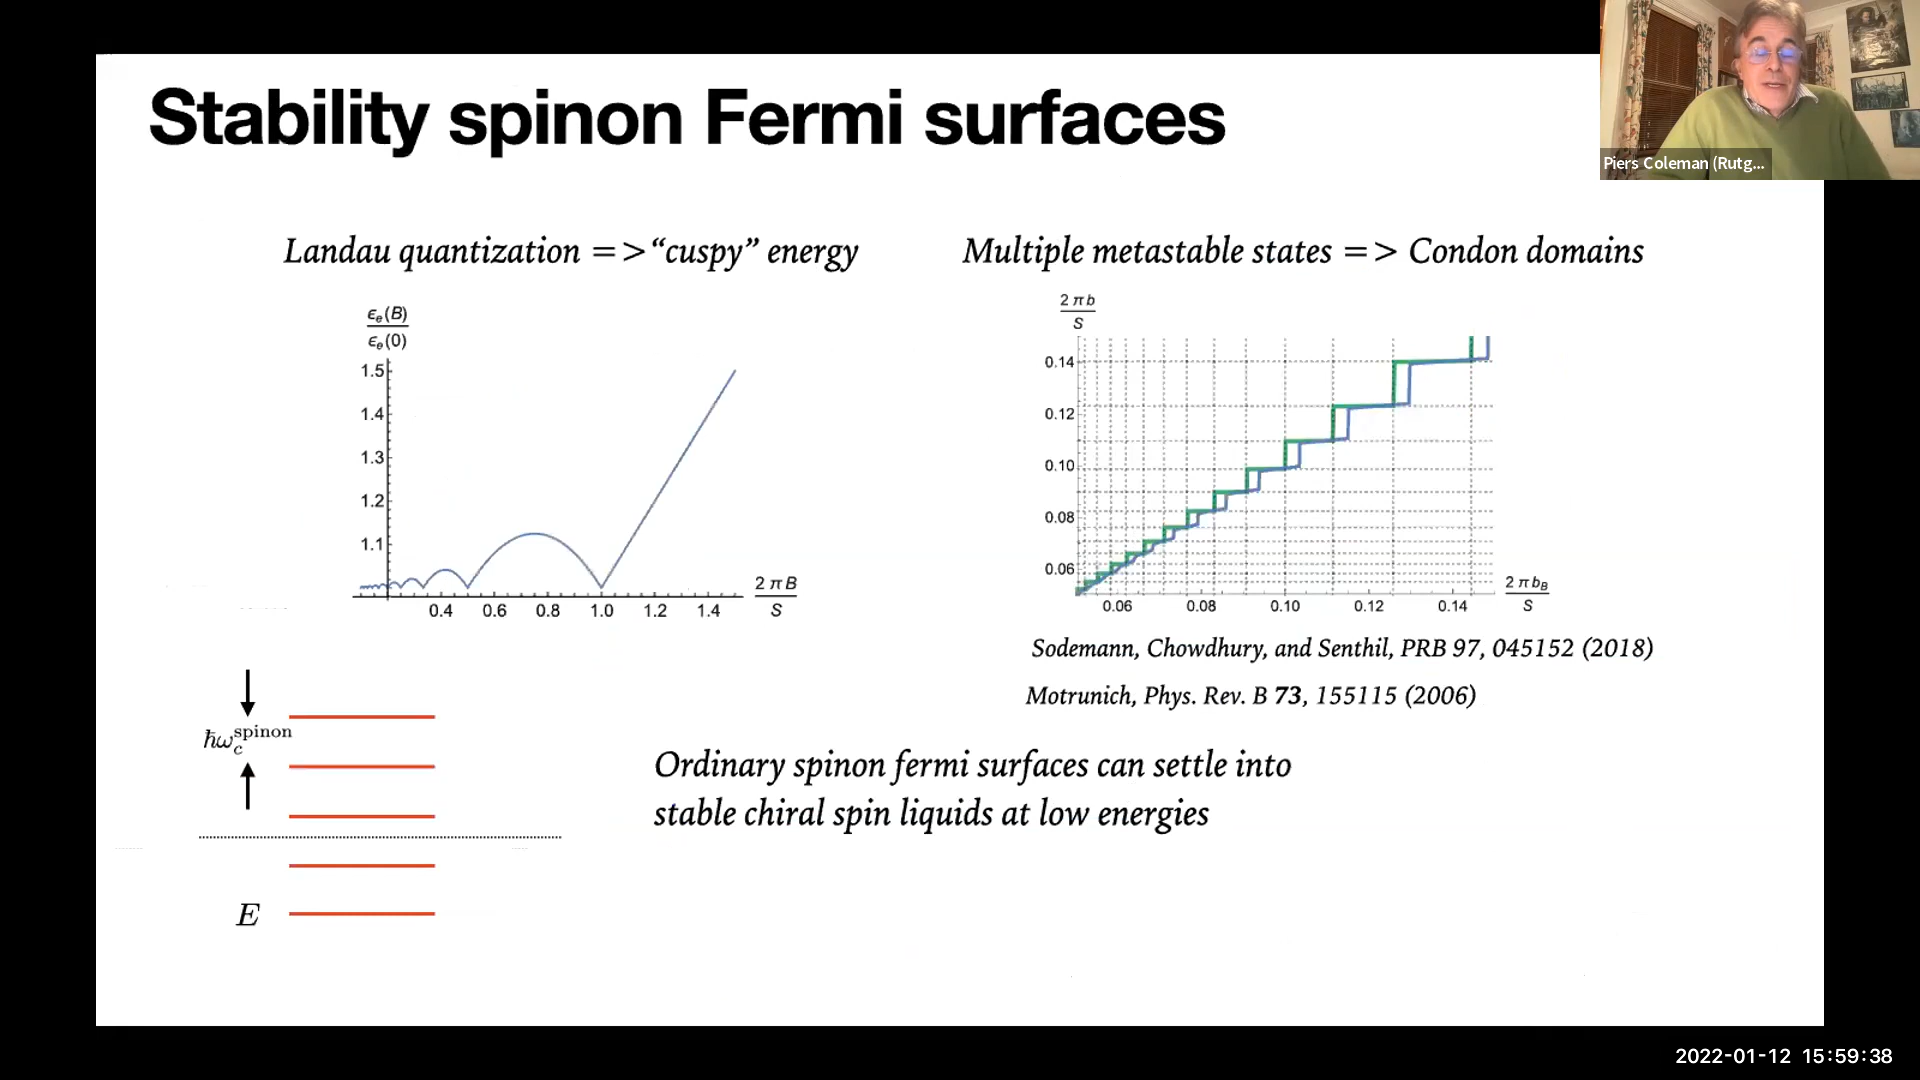 Piers Coleman (Rutg...
Stability spinon Fermi surfaces
Landau quantization => “cuspy” energy
ϵe(B)
ϵe(0)
1.5
1.4
1.3
1.2
1.1
0.4 0.6 0.8 1.0 1.2 1.4
2 π B
S
Multiple metastable states => Condon domains
2 π b
S
0.14
0.12
0.10
0.08
0.06
0.06 0.08 0.10 0.12 0.14
2 π bB
S
Sodemann, Chowdhury, and Senthil, PRB 97, 045152 (2018)
Motrunich, Phys. Rev. B 73, 155115 (2006)
ℏωc^spinon
E
Ordinary spinon fermi surfaces can settle into
stable chiral spin liquids at low energies
2022-01-12 15:59:38